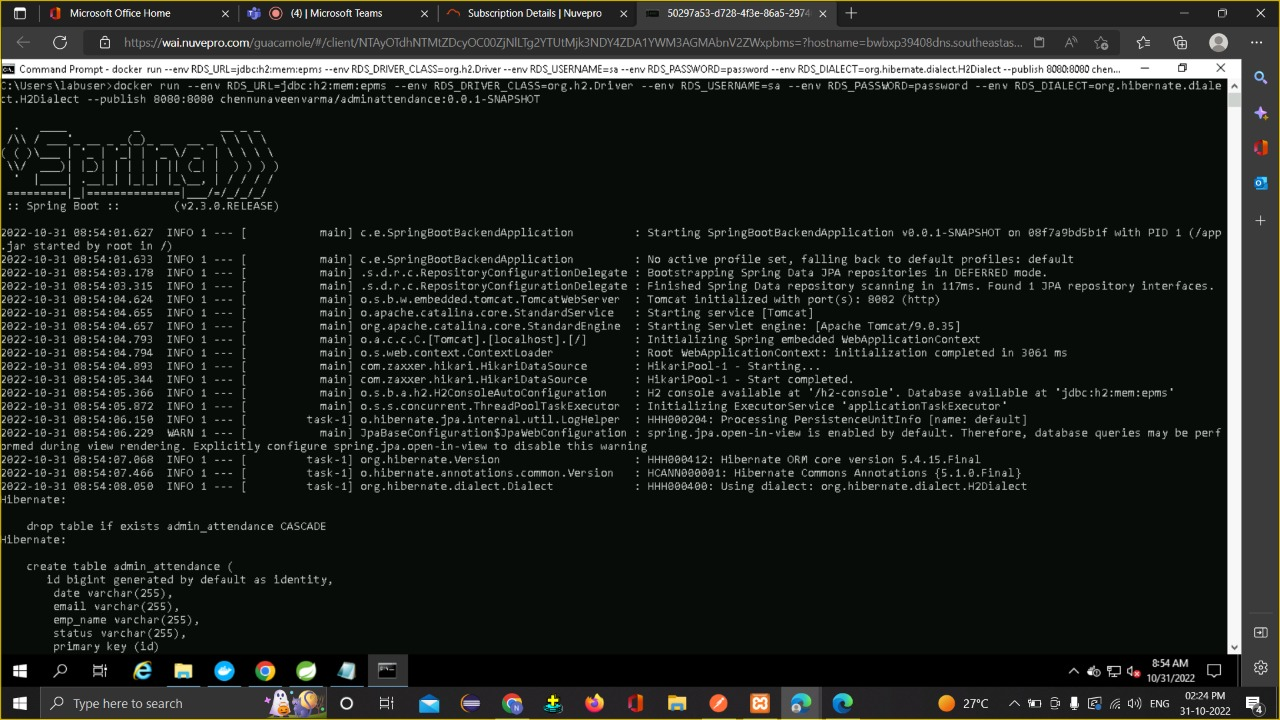 Microsoft Office Home
(4) | Microsoft Teams
Subscription Details | Nuvepro
50297a53-d728-4f3e-86a5-2974
Command Prompt - docker run --env RDS_URL=jdbc:h2:mem:epms --env RDS_DRIVER_CLASS=org.h2.Driver --env RDS_USERNAME=sa --env RDS_PASSWORD=password --env RDS_DIALECT=org.hibernate.dialect.H2Dialect --publish 8080:8080 chen...
C:\Users\labuser>docker run --env RDS_URL=jdbc:h2:mem:epms --env RDS_DRIVER_CLASS=org.h2.Driver --env RDS_USERNAME=sa --env RDS_PASSWORD=password --env RDS_DIALECT=org.hibernate.diale
ct.H2Dialect --publish 8080:8080 chennunaveenvarma/adminattendance:0.0.1-SNAPSHOT
Spring
:: Spring Boot :: (v2.3.0.RELEASE)
2022-10-31 08:54:01.627 INFO 1 --- [ main] c.e.SpringBootBackendApplication : Starting SpringBootBackendApplication v0.0.1-SNAPSHOT on 08f7a9bd5b1f with PID 1 (/app
.jar started by root in /)
2022-10-31 08:54:01.633 INFO 1 --- [ main] c.e.SpringBootBackendApplication : No active profile set, falling back to default profiles: default
2022-10-31 08:54:03.178 INFO 1 --- [ main] .s.d.r.c.RepositoryConfigurationDelegate : Bootstrapping Spring Data JPA repositories in DEFERRED mode.
2022-10-31 08:54:03.315 INFO 1 --- [ main] .s.d.r.c.RepositoryConfigurationDelegate : Finished Spring Data repository scanning in 117ms. Found 1 JPA repository interfaces.
2022-10-31 08:54:04.624 INFO 1 --- [ main] o.s.b.w.embedded.tomcat.TomcatWebServer : Tomcat initialized with port(s): 8082 (http)
2022-10-31 08:54:04.655 INFO 1 --- [ main] o.apache.catalina.core.StandardService : Starting service [Tomcat]
2022-10-31 08:54:04.657 INFO 1 --- [ main] org.apache.catalina.core.StandardEngine : Starting Servlet engine: [Apache Tomcat/9.0.35]
2022-10-31 08:54:04.793 INFO 1 --- [ main] o.a.c.c.C.[Tomcat].[localhost].[/] : Initializing Spring embedded WebApplicationContext
2022-10-31 08:54:04.794 INFO 1 --- [ main] o.s.web.context.ContextLoader : Root WebApplicationContext: initialization completed in 3061 ms
2022-10-31 08:54:04.893 INFO 1 --- [ main] com.zaxxer.hikari.HikariDataSource : HikariPool-1 - Starting...
2022-10-31 08:54:05.344 INFO 1 --- [ main] com.zaxxer.hikari.HikariDataSource : HikariPool-1 - Start completed.
2022-10-31 08:54:05.366 INFO 1 --- [ main] o.s.b.a.h2.H2ConsoleAutoConfiguration : H2 console available at '/h2-console'. Database available at 'jdbc:h2:mem:epms'
2022-10-31 08:54:05.872 INFO 1 --- [ main] o.s.s.concurrent.ThreadPoolTaskExecutor : Initializing ExecutorService 'applicationTaskExecutor'
2022-10-31 08:54:06.150 INFO 1 --- [ task-1] o.hibernate.jpa.internal.util.LogHelper : HHH000204: Processing PersistenceUnitInfo [name: default]
2022-10-31 08:54:06.229 WARN 1 --- [ main] JpaBaseConfiguration$JpaWebConfiguration : spring.jpa.open-in-view is enabled by default. Therefore, database queries may be perf
ormed during view rendering. Explicitly configure spring.jpa.open-in-view to disable this warning
2022-10-31 08:54:07.068 INFO 1 --- [ task-1] org.hibernate.Version : HHH000412: Hibernate ORM core version 5.4.15.Final
2022-10-31 08:54:07.466 INFO 1 --- [ task-1] o.hibernate.annotations.common.Version : HCANN000001: Hibernate Commons Annotations {5.1.0.Final}
2022-10-31 08:54:08.050 INFO 1 --- [ task-1] org.hibernate.dialect.Dialect : HHH000400: Using dialect: org.hibernate.dialect.H2Dialect
Hibernate:
drop table if exists admin_attendance CASCADE
Hibernate:
create table admin_attendance (
id bigint generated by default as identity,
date varchar(255),
email varchar(255),
emp_name varchar(255),
status varchar(255),
primary key (id)
8:54 AM
10/31/2022
Type here to search
27°C
ENG
02:24 PM
31-10-2022
4